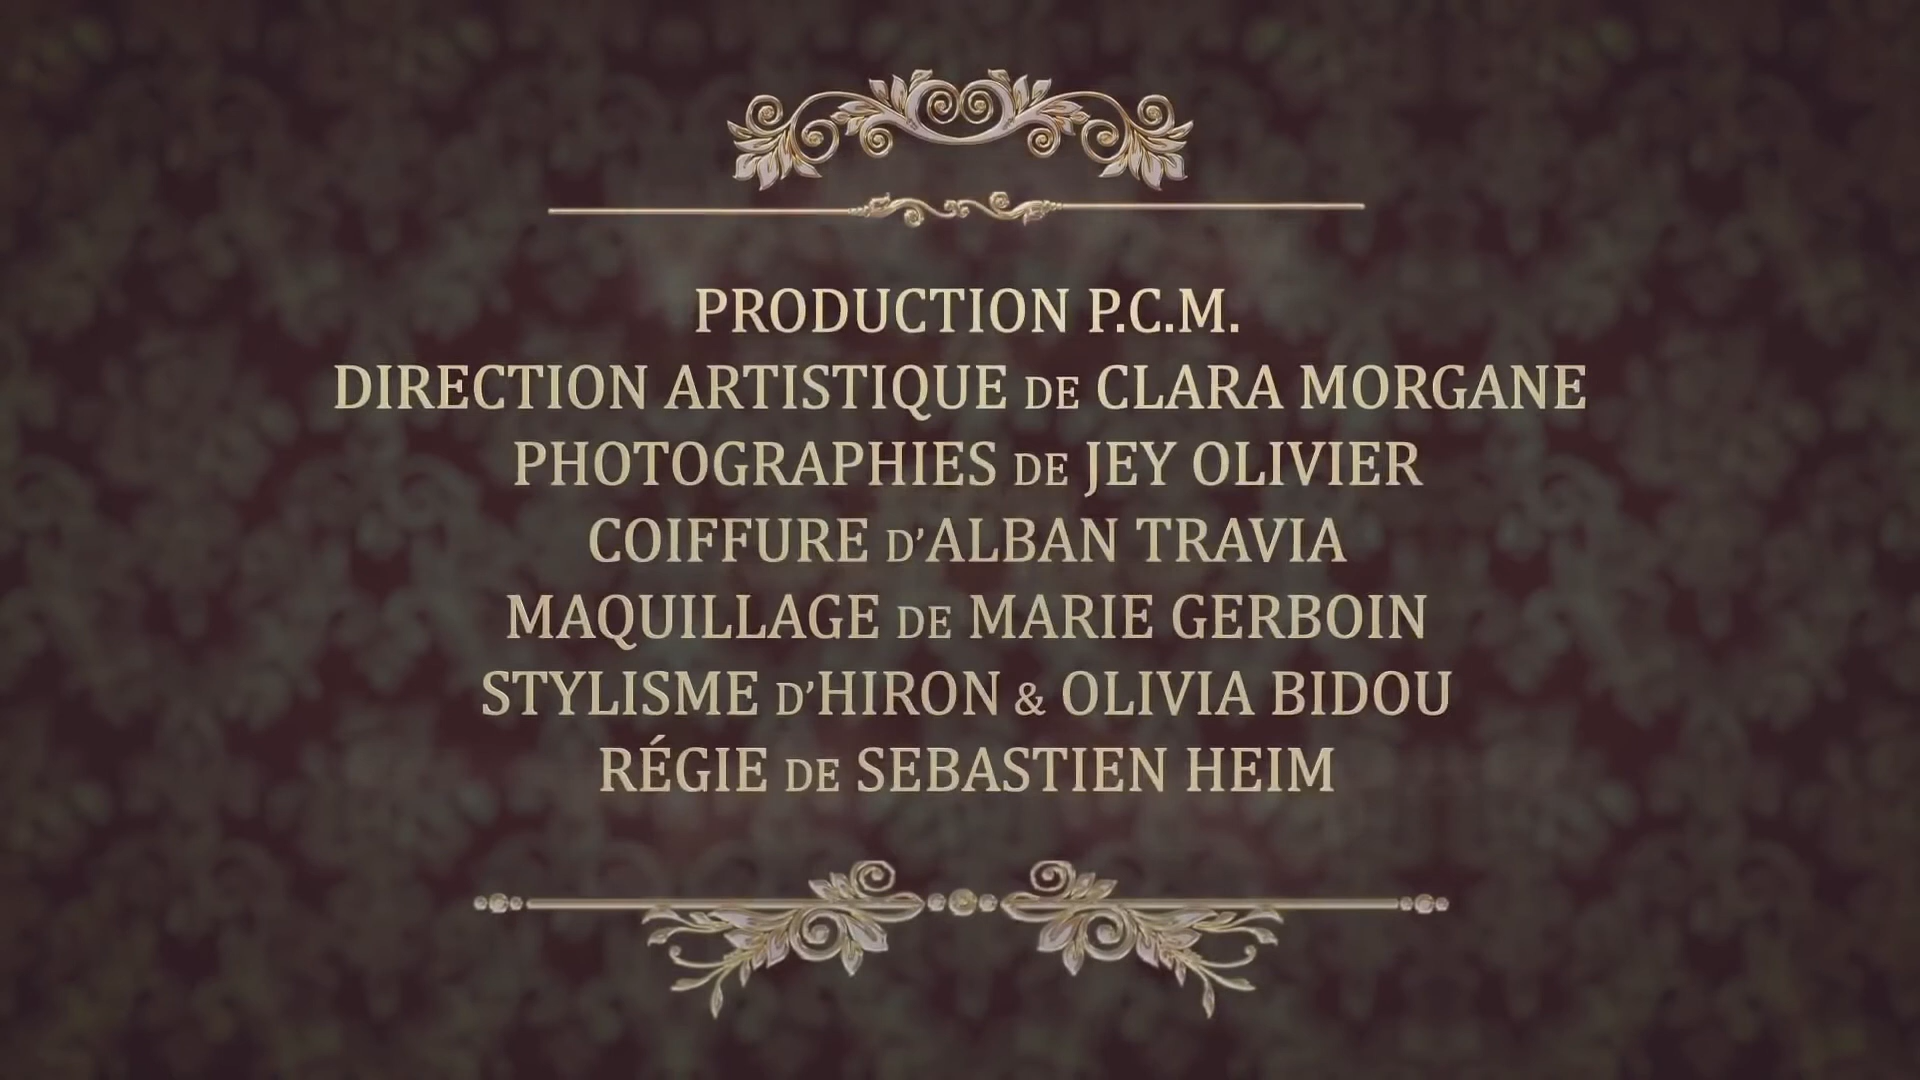 PRODUCTION P.C.M.
DIRECTION ARTISTIQUE DE CLARA MORGANE
PHOTOGRAPHIES DE JEY OLIVIER
COIFFURE D'ALBAN TRAVIA
MAQUILLAGE DE MARIE GERBOIN
STYLISME D'HIRON & OLIVIA BIDOU
RÉGIE DE SEBASTIEN HEIM